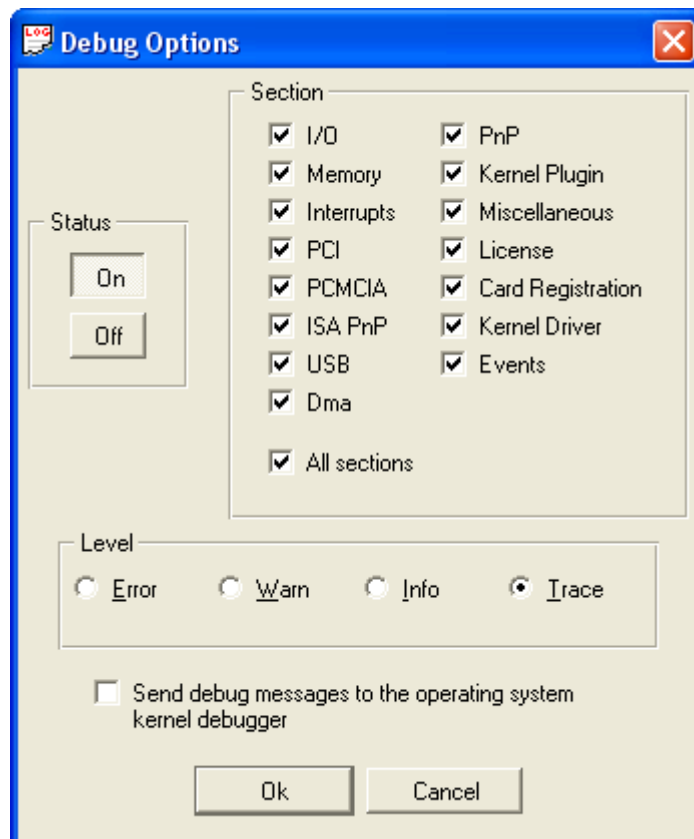 LOG
Debug Options
Section
I/O
PnP
Memory
Kernel Plugin
Interrupts
Miscellaneous
PCI
License
PCMCIA
Card Registration
ISA PnP
Kernel Driver
USB
Events
Dma
All sections
Status
On
Off
Level
Error
Warn
Info
Trace
Send debug messages to the operating system
kernel debugger
Ok
Cancel